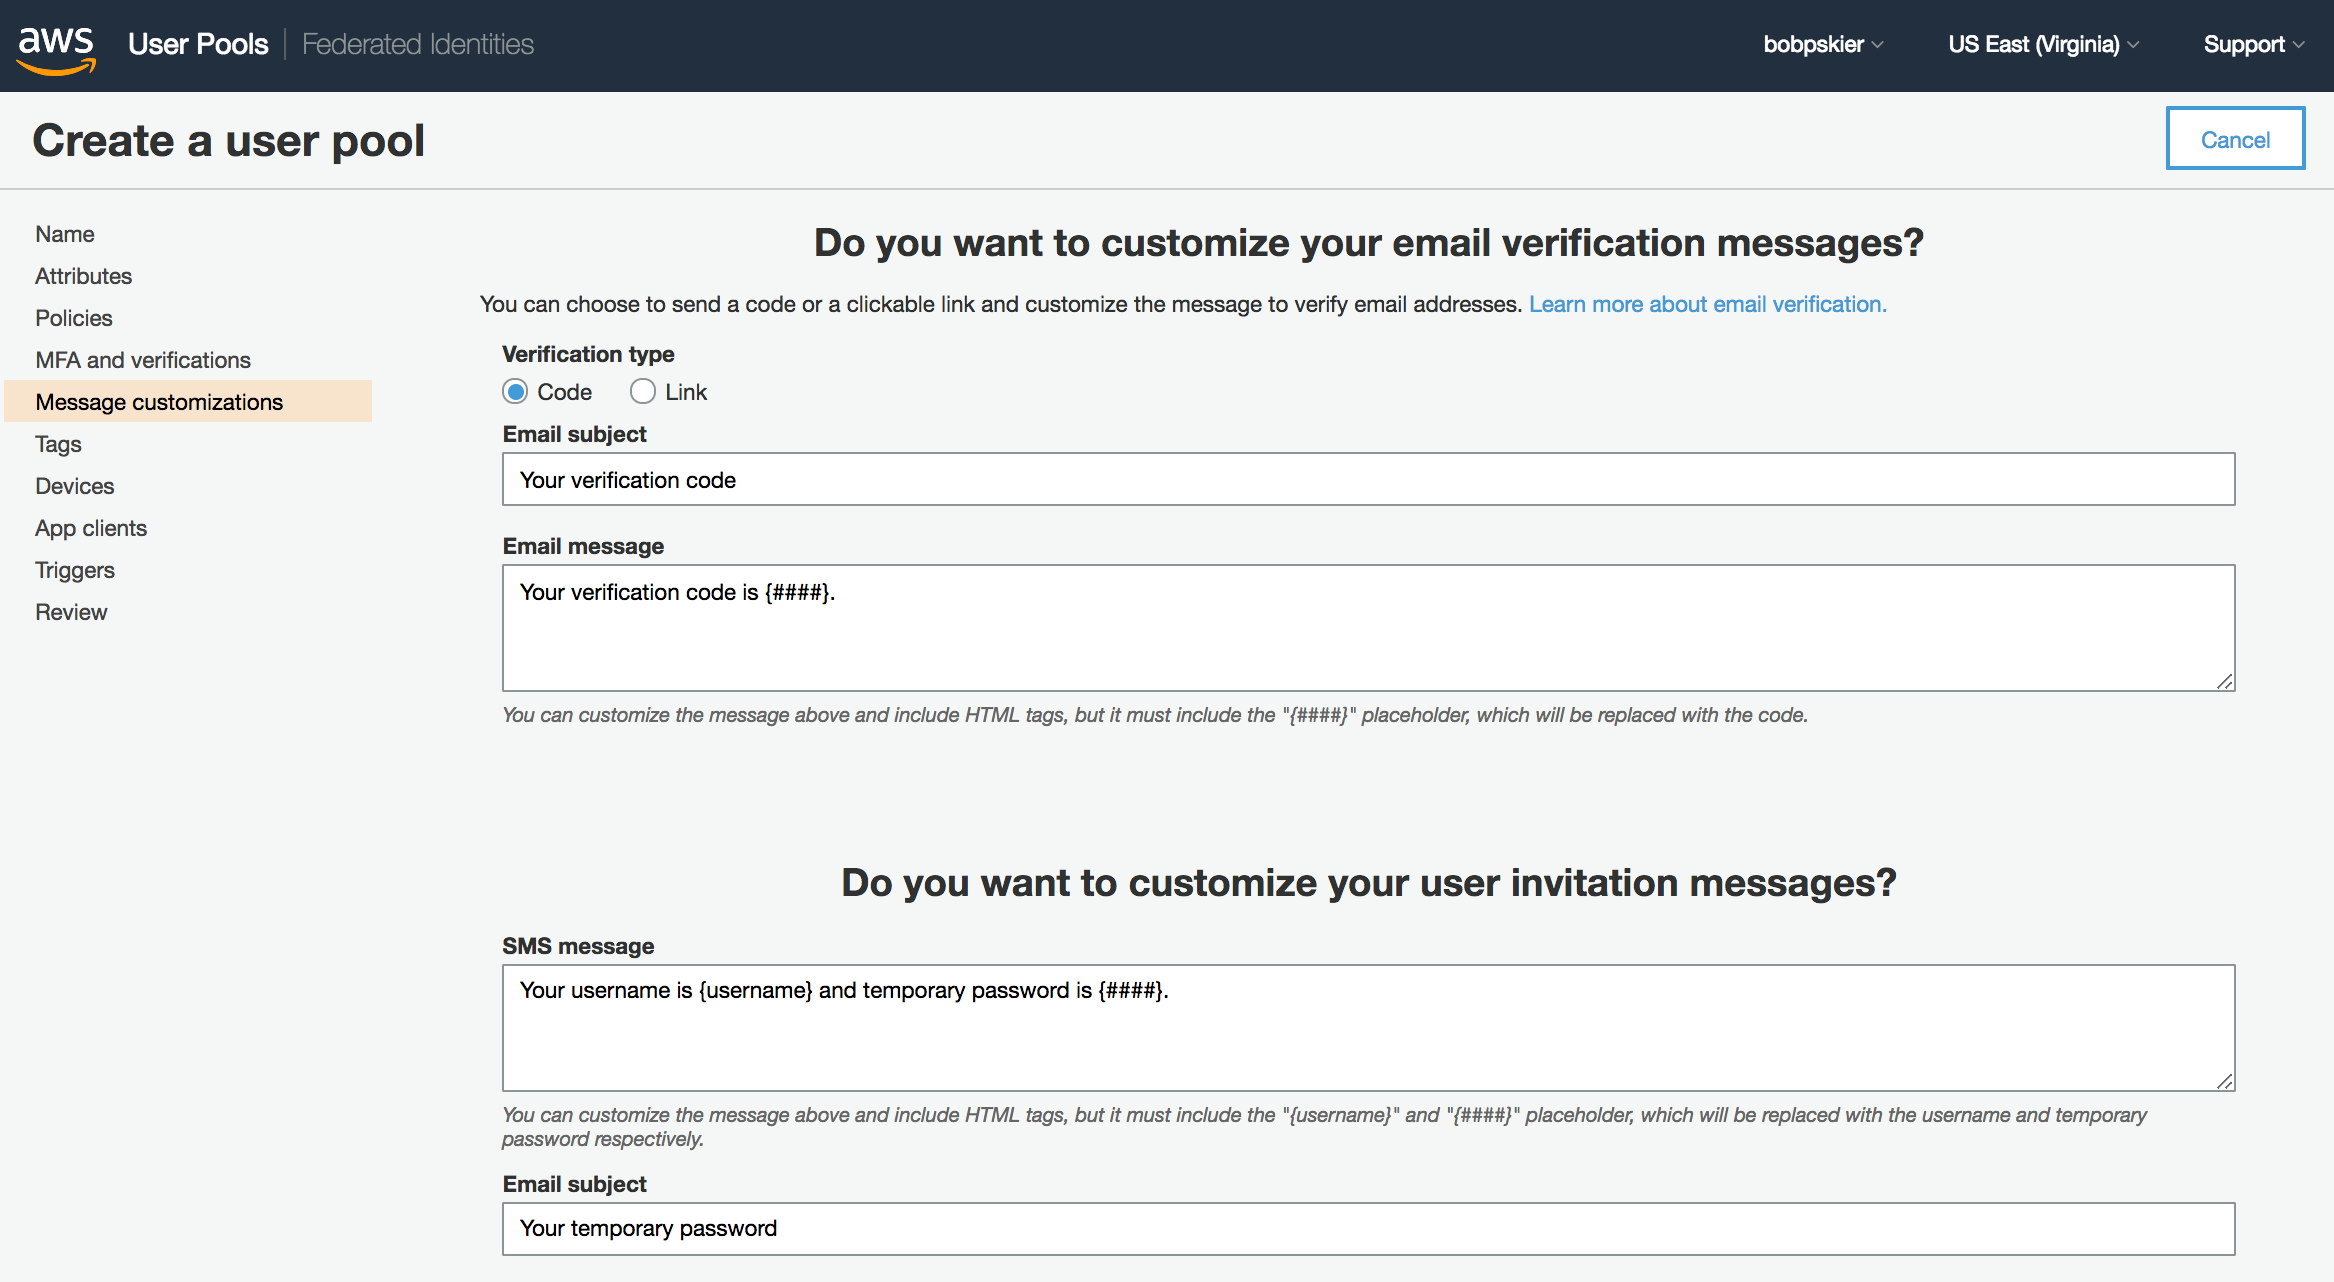 aws User Pools Federated Identities bobpskier US East (Virginia) Support
Create a user pool
Cancel
Name
Attributes
Policies
MFA and verifications
Message customizations
Tags
Devices
App clients
Triggers
Review
Do you want to customize your email verification messages?
You can choose to send a code or a clickable link and customize the message to verify email addresses. Learn more about email verification.
Verification type
Code Link
Email subject
Your verification code
Email message
Your verification code is {####}.
You can customize the message above and include HTML tags, but it must include the "{####}" placeholder, which will be replaced with the code.
Do you want to customize your user invitation messages?
SMS message
Your username is {username} and temporary password is {####}.
You can customize the message above and include HTML tags, but it must include the "{username}" and "{####}" placeholder, which will be replaced with the username and temporary
password respectively.
Email subject
Your temporary password